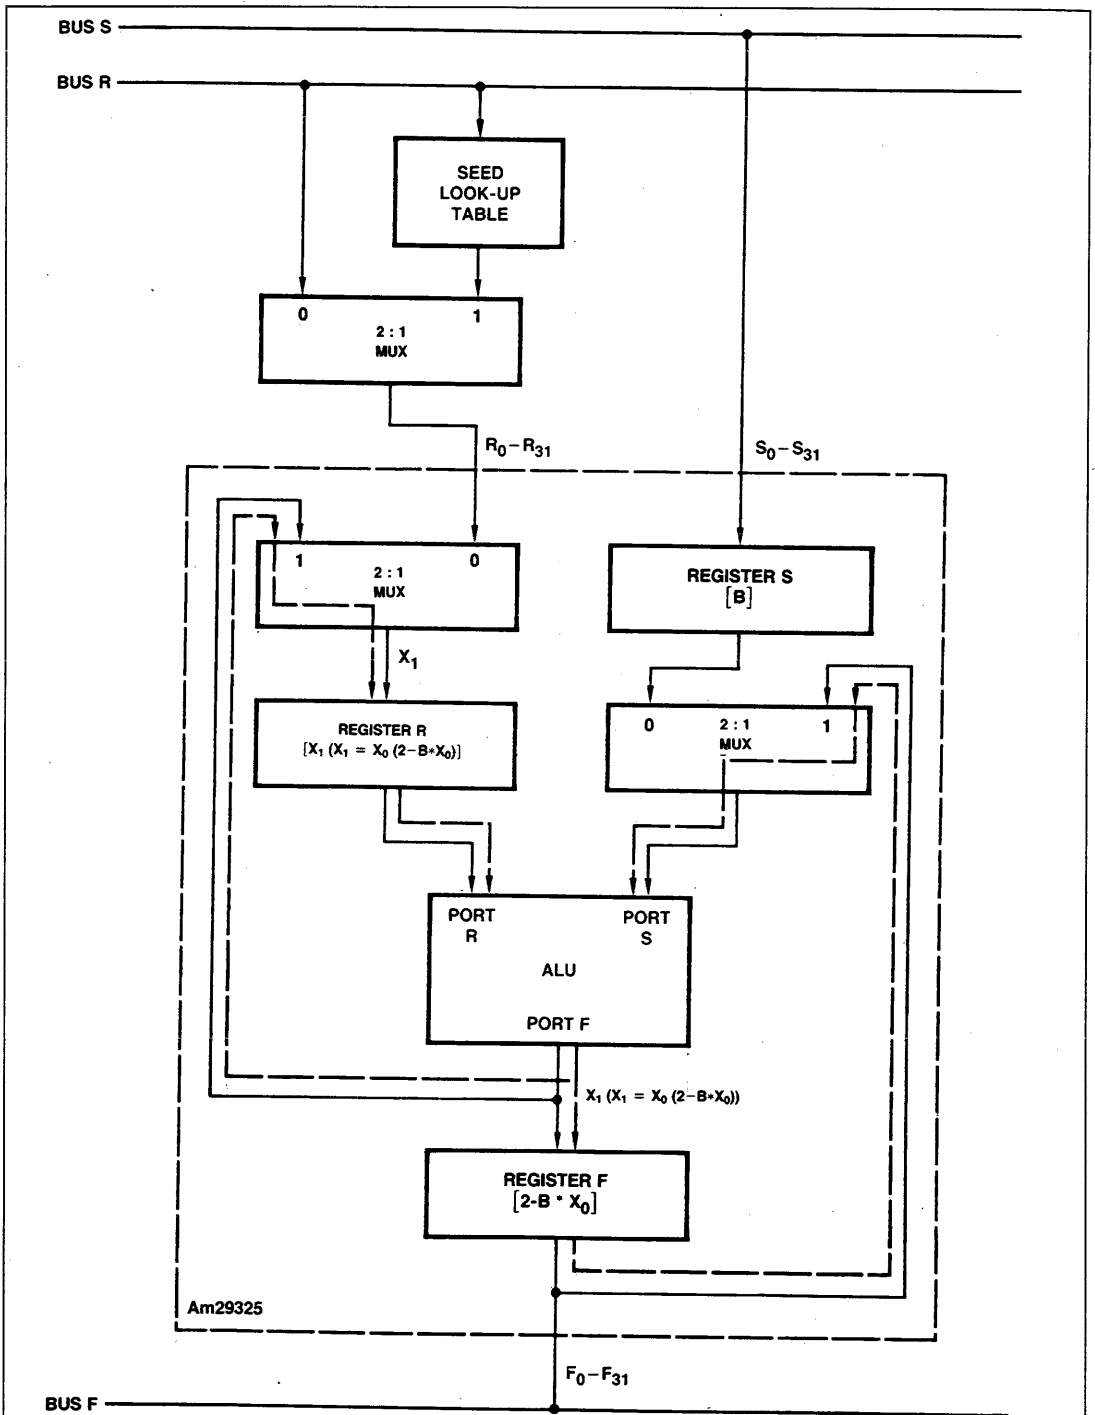 BUS S
BUS R
SEED
LOOK-UP
TABLE
0 1
2 : 1
MUX
R0–R31
S0–S31
1 0
2 : 1
MUX
REGISTER S
[B]
X1
REGISTER R
[X1 (X1 = X0 (2–B*X0)]
0 2 : 1 1
MUX
PORT
R
PORT
S
ALU
PORT F
X1 (X1 = X0 (2–B*X0))
REGISTER F
[2-B * X0]
Am29325
F0–F31
BUS F